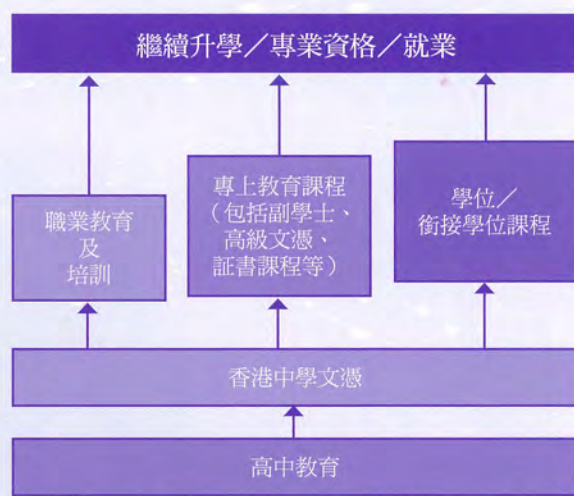 繼續升學／專業資格／就業
職業教育
及
培訓
專上教育課程
（包括副學士、
高級文憑、
証書課程等）
學位／
銜接學位課程
香港中學文憑
高中教育